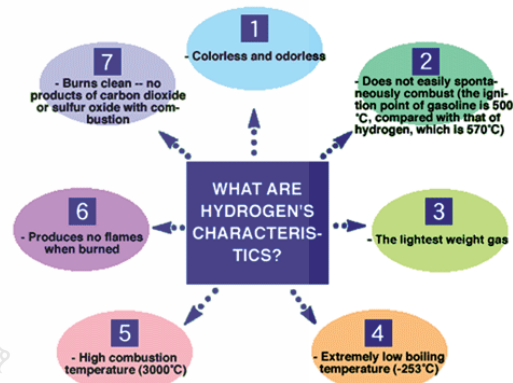 1
- Colorless and odorless
2
- Does not easily sponta-
neously combust (the igni-
tion point of gasoline is 500
°C, compared with that of
hydrogen, which is 570°C)
3
- The lightest weight gas
4
- Extremely low boiling
temperature (-253°C)
5
- High combustion
temperature (3000°C)
6
- Produces no flames
when burned
7
- Burns clean -- no
products of carbon dioxide
or sulfur oxide with com-
bustion
WHAT ARE
HYDROGEN'S
CHARACTERIS-
TICS?